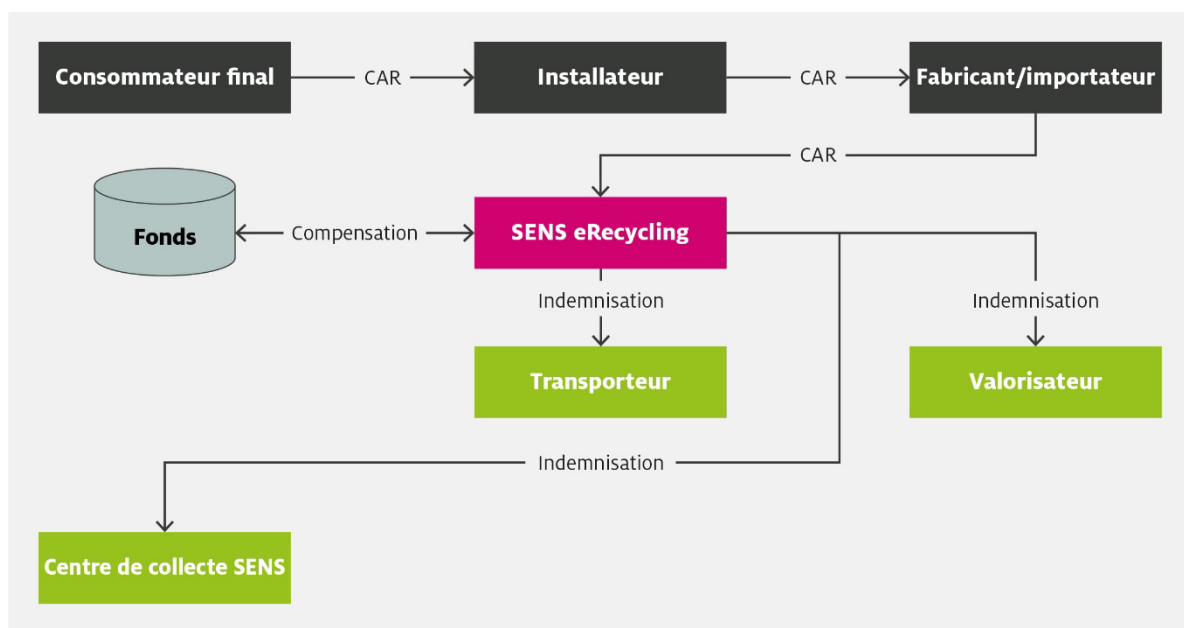 Consommateur final
CAR
Installateur
CAR
Fabricant/importateur
CAR
Fonds
Compensation
SENS eRecycling
Indemnisation
Indemnisation
Transporteur
Valorisateur
Indemnisation
Centre de collecte SENS